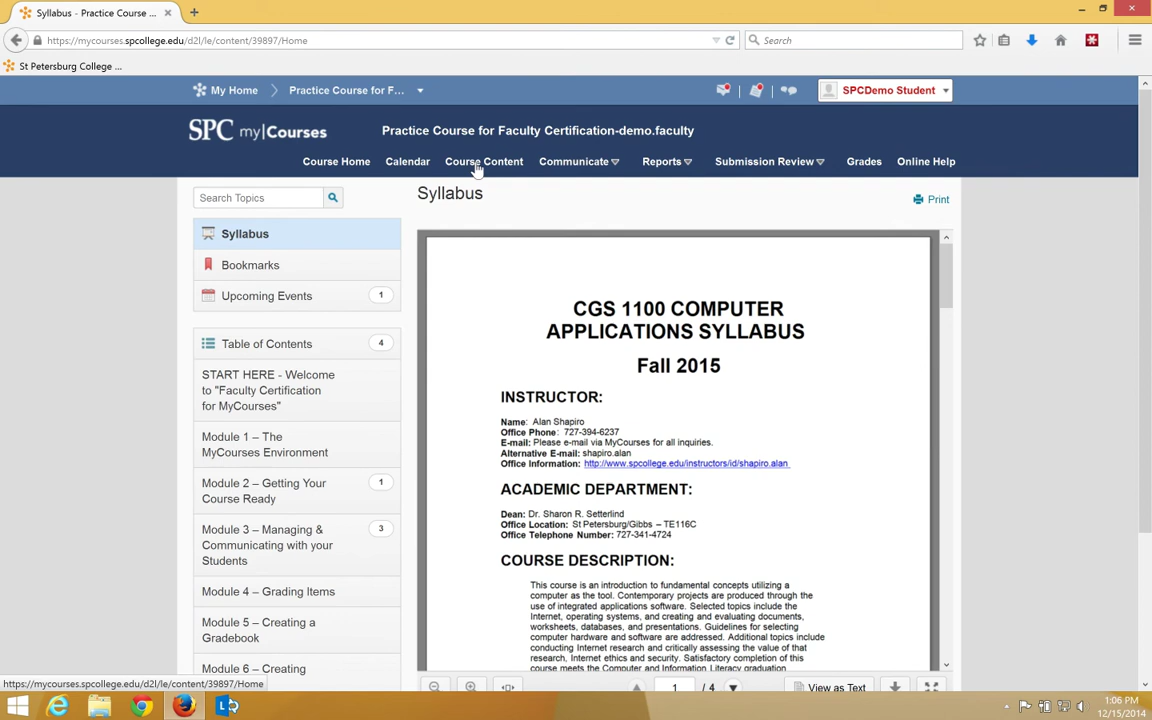 Syllabus - Practice Course ...
https://mycourses.spcollege.edu/d2l/le/content/39897/Home
Search
St Petersburg College ...
My Home
Practice Course for F...
SPCDemo Student
SPC my|Courses
Practice Course for Faculty Certification-demo.faculty
Course Home
Calendar
Course Content
Communicate
Reports
Submission Review
Grades
Online Help
Search Topics
Syllabus
Bookmarks
Upcoming Events 1
Table of Contents 4
START HERE - Welcome
to "Faculty Certification
for MyCourses"
Module 1 – The
MyCourses Environment
Module 2 – Getting Your 1
Course Ready
Module 3 – Managing & 3
Communicating with your
Students
Module 4 – Grading Items
Module 5 – Creating a
Gradebook
Module 6 – Creating
Syllabus
Print
CGS 1100 COMPUTER
APPLICATIONS SYLLABUS
Fall 2015
INSTRUCTOR:
Name: Alan Shapiro
Office Phone: 727-394-6237
E-mail: Please e-mail via MyCourses for all inquiries.
Alternative E-mail: shapiro.alan
Office Information: http://www.spcollege.edu/instructors/id/shapiro.alan
ACADEMIC DEPARTMENT:
Dean: Dr. Sharon R. Setterlind
Office Location: St Petersburg/Gibbs – TE116C
Office Telephone Number: 727-341-4724
COURSE DESCRIPTION:
This course is an introduction to fundamental concepts utilizing a
computer as the tool. Contemporary projects are produced through the
use of integrated applications software. Selected topics include the
Internet, operating systems, and creating and evaluating documents,
worksheets, databases, and presentations. Guidelines for selecting
computer hardware and software are addressed. Additional topics include
conducting Internet research and critically assessing the value of that
research, Internet ethics and security. Satisfactory completion of this
course meets the Computer and Information Literacy graduation
1 / 4
View as Text
https://mycourses.spcollege.edu/d2l/le/content/39897/Home
1:06 PM
12/15/2014